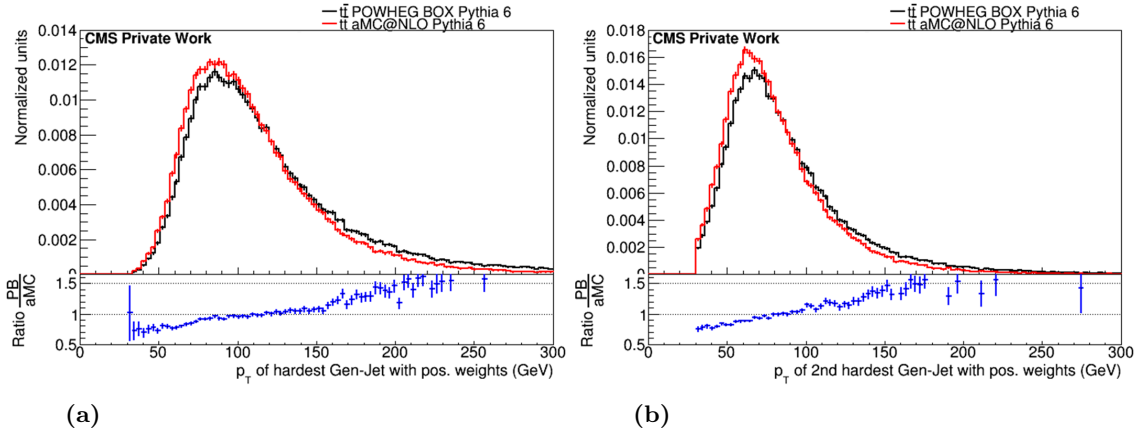 tt̄ POWHEG BOX Pythia 6
tt̄ aMC@NLO Pythia 6
CMS Private Work
Normalized units
0.014
0.012
0.01
0.008
0.006
0.004
0.002
0
Ratio PB/aMC
1.5
1
0.5
0 50 100 150 200 250 300
p_T of hardest Gen-Jet with pos. weights (GeV)
(a)
tt̄ POWHEG BOX Pythia 6
tt̄ aMC@NLO Pythia 6
CMS Private Work
Normalized units
0.018
0.016
0.014
0.012
0.01
0.008
0.006
0.004
0.002
0
Ratio PB/aMC
1.5
1
0.5
0 50 100 150 200 250 300
p_T of 2nd hardest Gen-Jet with pos. weights (GeV)
(b)